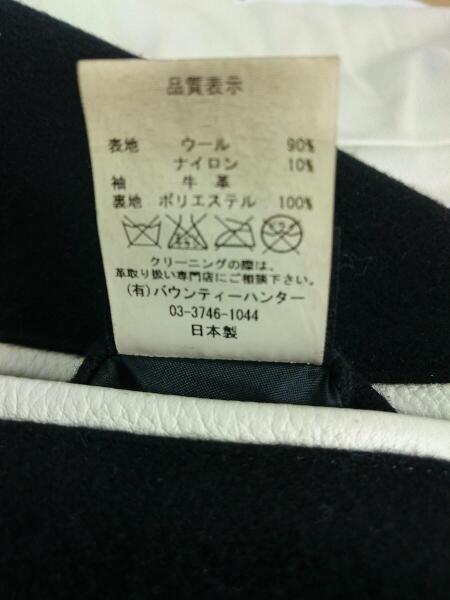 品質表示
表地 ウール 90%
ナイロン 10%
袖 牛革
裏地 ポリエステル 100%
クリーニングの際は、
革取り扱い専門店にご相談下さい。
(有)バウンティーハンター
03-3746-1044
日本製